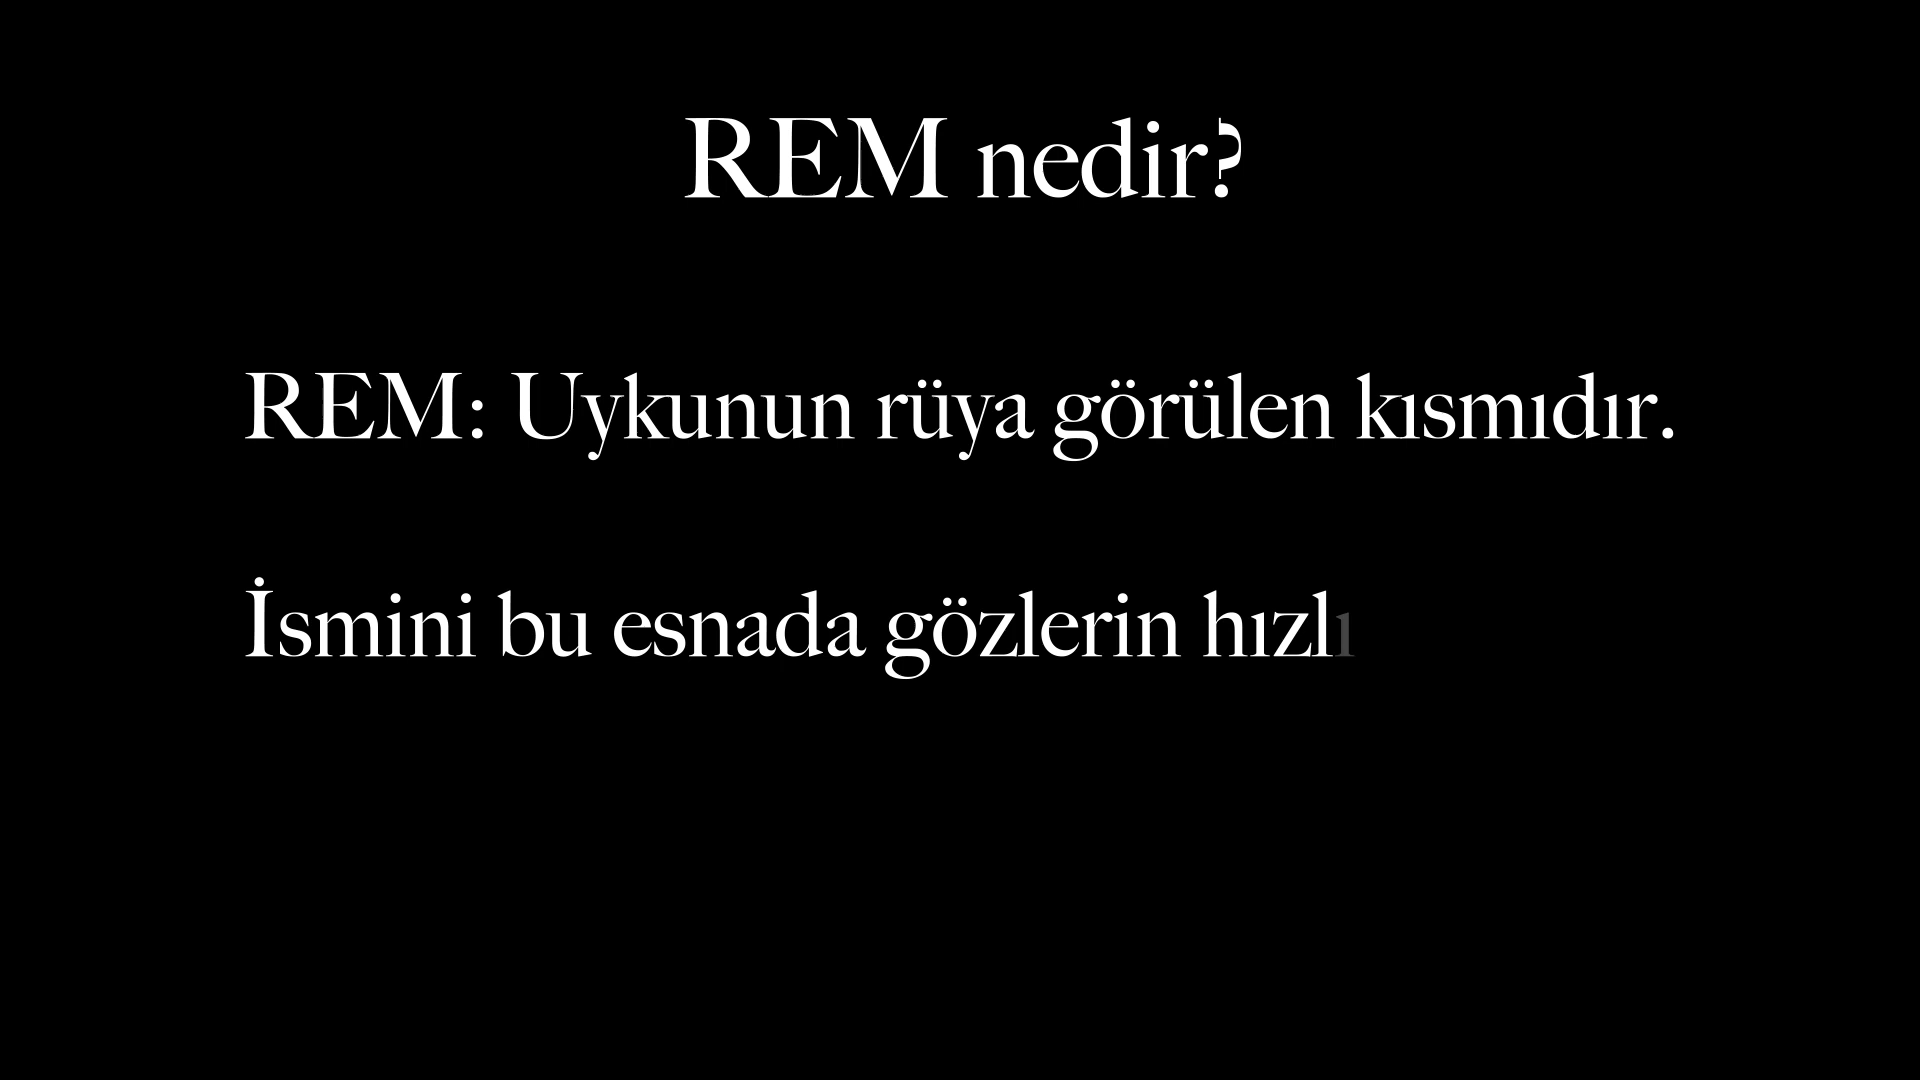 REM nedir?
REM: Uykunun rüya görülen kısmıdır.
İsmini bu esnada gözlerin hızlı